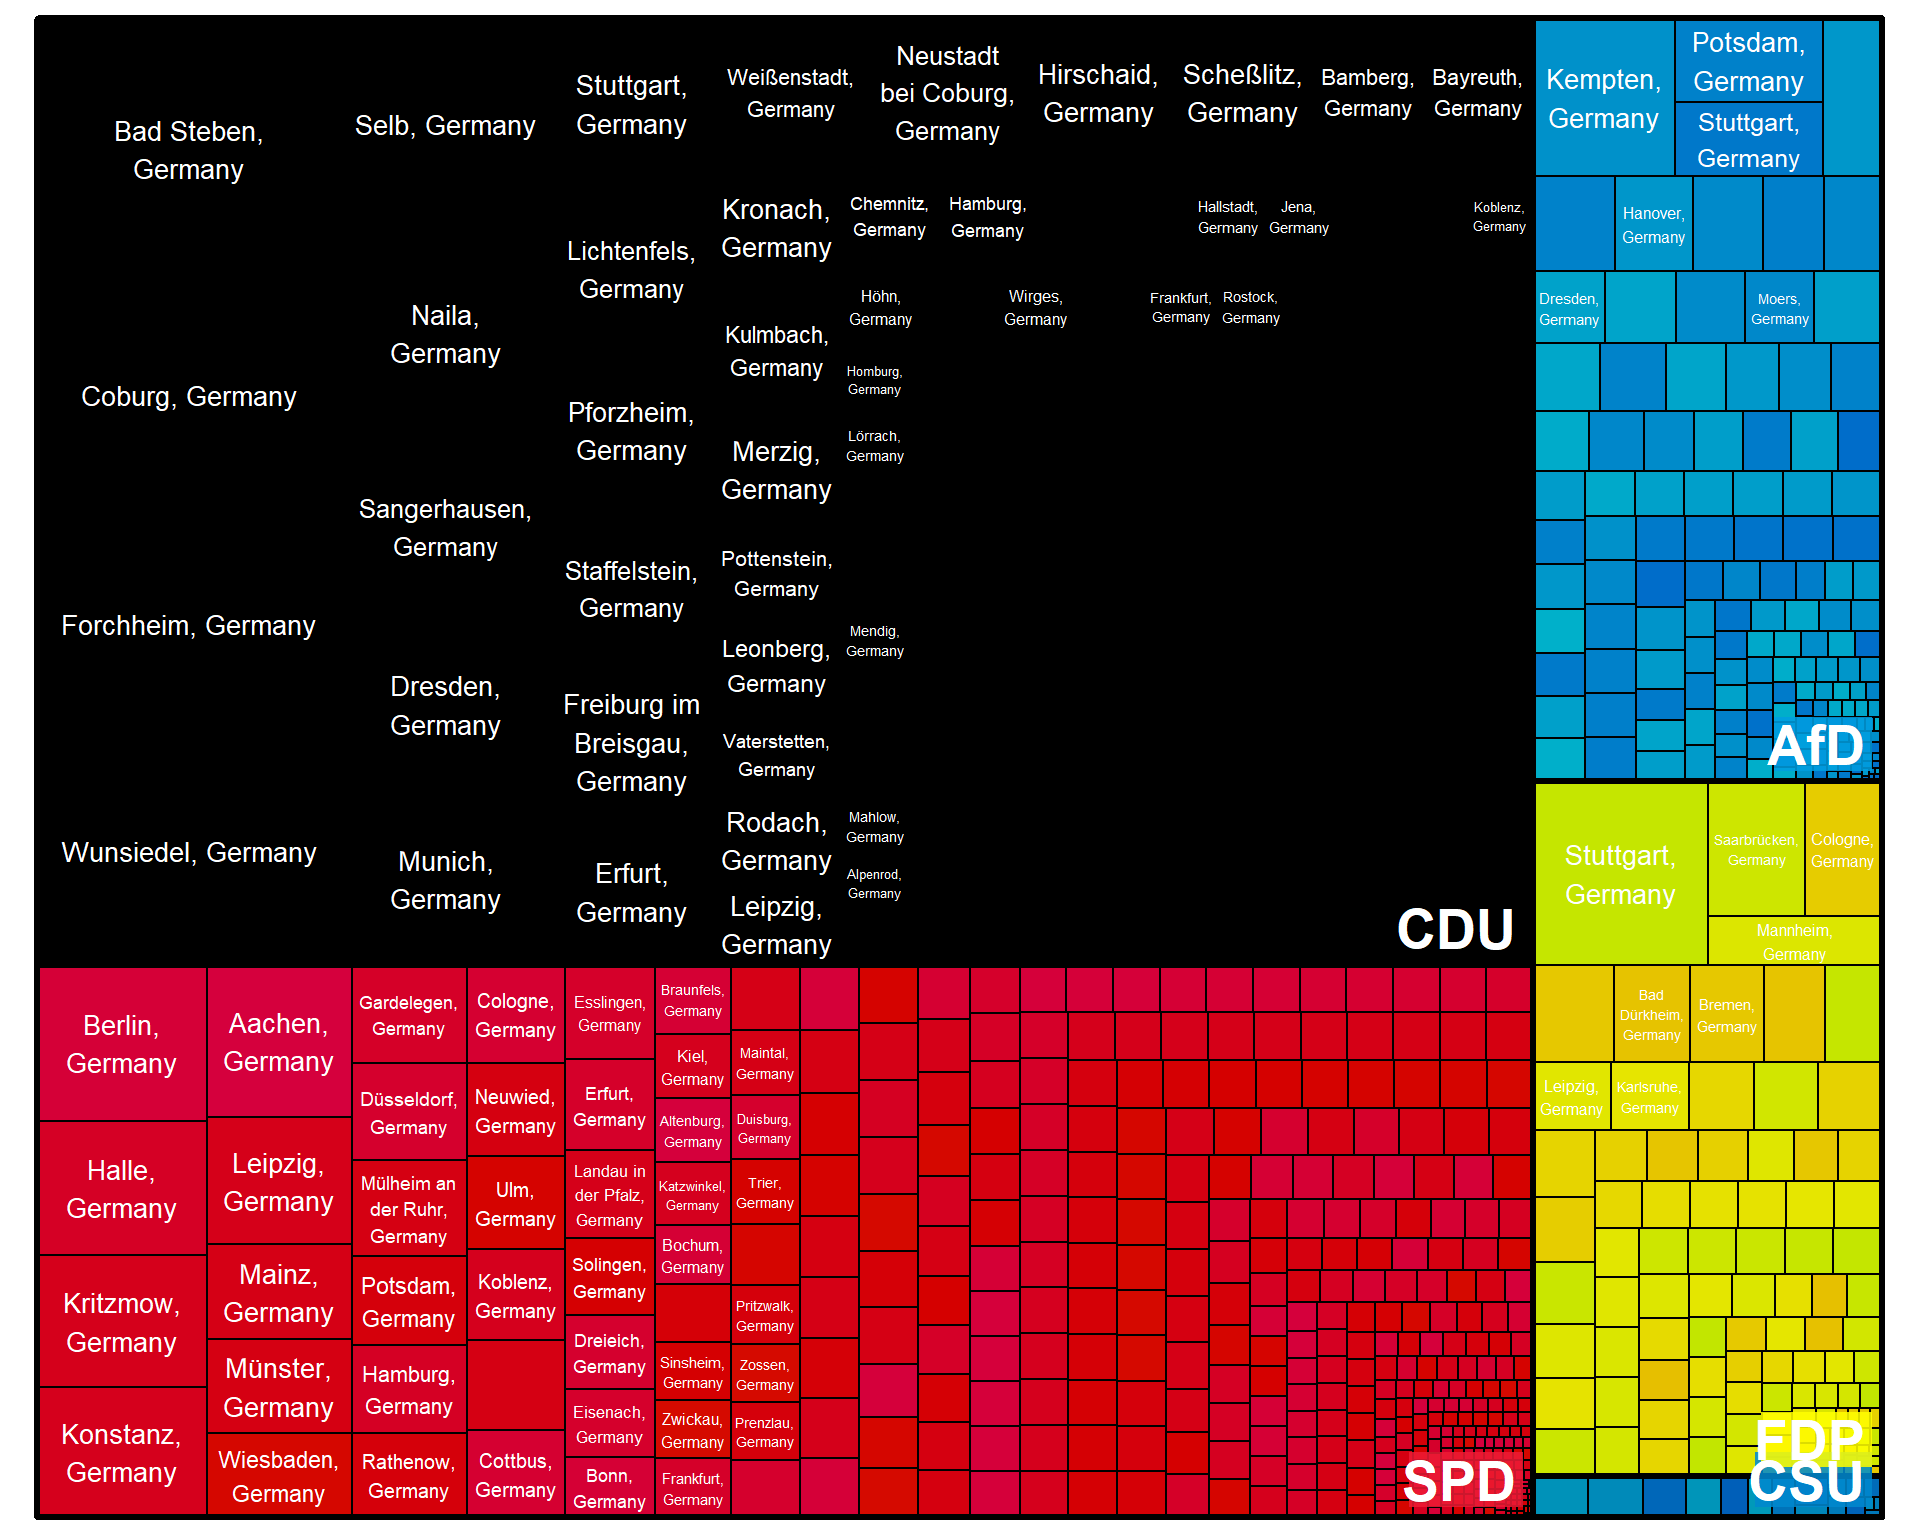 Bad Steben,
Germany
Coburg, Germany
Forchheim, Germany
Wunsiedel, Germany
Selb, Germany
Naila,
Germany
Sangerhausen,
Germany
Dresden,
Germany
Munich,
Germany
Stuttgart,
Germany
Lichtenfels,
Germany
Pforzheim,
Germany
Staffelstein,
Germany
Freiburg im
Breisgau,
Germany
Erfurt,
Germany
Weißenstadt,
Germany
Neustadt
bei Coburg,
Germany
Hirschaid,
Germany
Scheßlitz,
Germany
Bamberg,
Germany
Bayreuth,
Germany
Kronach,
Germany
Kulmbach,
Germany
Merzig,
Germany
Pottenstein,
Germany
Leonberg,
Germany
Vaterstetten,
Germany
Rodach,
Germany
Leipzig,
Germany
Chemnitz,
Germany
Hamburg,
Germany
Hallstadt,
Germany
Jena,
Germany
Koblenz,
Germany
Höhn,
Germany
Wirges,
Germany
Frankfurt,
Germany
Rostock,
Germany
Homburg,
Germany
Lörrach,
Germany
Mendig,
Germany
Mahlow,
Germany
Alpenrod,
Germany
CDU
Kempten,
Germany
Potsdam,
Germany
Stuttgart,
Germany
Hanover,
Germany
Dresden,
Germany
Moers,
Germany
AfD
Stuttgart,
Germany
Saarbrücken,
Germany
Cologne,
Germany
Mannheim,
Germany
Bad
Dürkheim,
Germany
Bremen,
Germany
Leipzig,
Germany
Karlsruhe,
Germany
FDP
CSU
Berlin,
Germany
Halle,
Germany
Kritzmow,
Germany
Konstanz,
Germany
Aachen,
Germany
Leipzig,
Germany
Mainz,
Germany
Münster,
Germany
Wiesbaden,
Germany
Gardelegen,
Germany
Düsseldorf,
Germany
Mülheim an
der Ruhr,
Germany
Potsdam,
Germany
Hamburg,
Germany
Rathenow,
Germany
Cologne,
Germany
Neuwied,
Germany
Ulm,
Germany
Koblenz,
Germany
Cottbus,
Germany
Esslingen,
Germany
Erfurt,
Germany
Landau in
der Pfalz,
Germany
Solingen,
Germany
Dreieich,
Germany
Eisenach,
Germany
Bonn,
Germany
Braunfels,
Germany
Kiel,
Germany
Altenburg,
Germany
Katzwinkel,
Germany
Bochum,
Germany
Sinsheim,
Germany
Zwickau,
Germany
Frankfurt,
Germany
Maintal,
Germany
Duisburg,
Germany
Trier,
Germany
Pritzwalk,
Germany
Zossen,
Germany
Prenzlau,
Germany
SPD